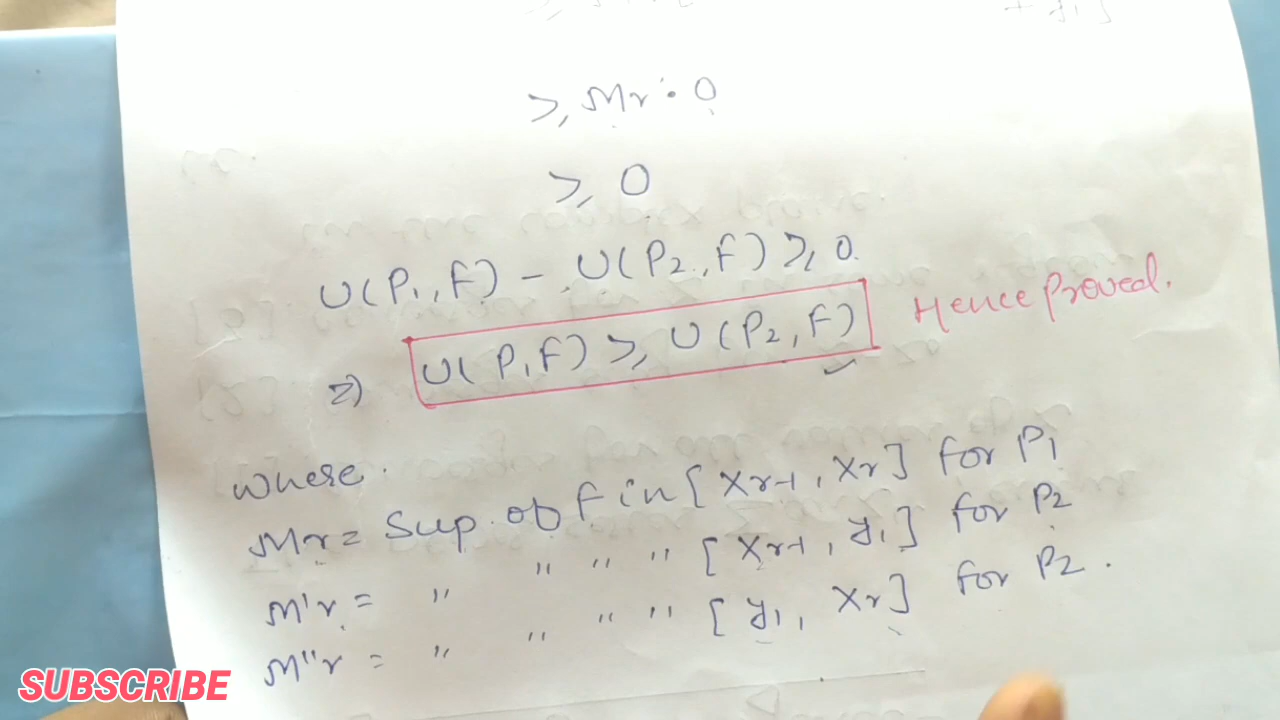 ≥ Mr · 0
≥ 0
U(P1, F) - U(P2, F) ≥ 0.
⇒ U(P, F) ≥ U(P2, F) Hence Proved.
where.
Mr = Sup. of F in [xr-1, xr] for P1
M'r = " " " " [xr-1, y1] for P2
M"r = " " " " [y1, xr] for P2.
SUBSCRIBE